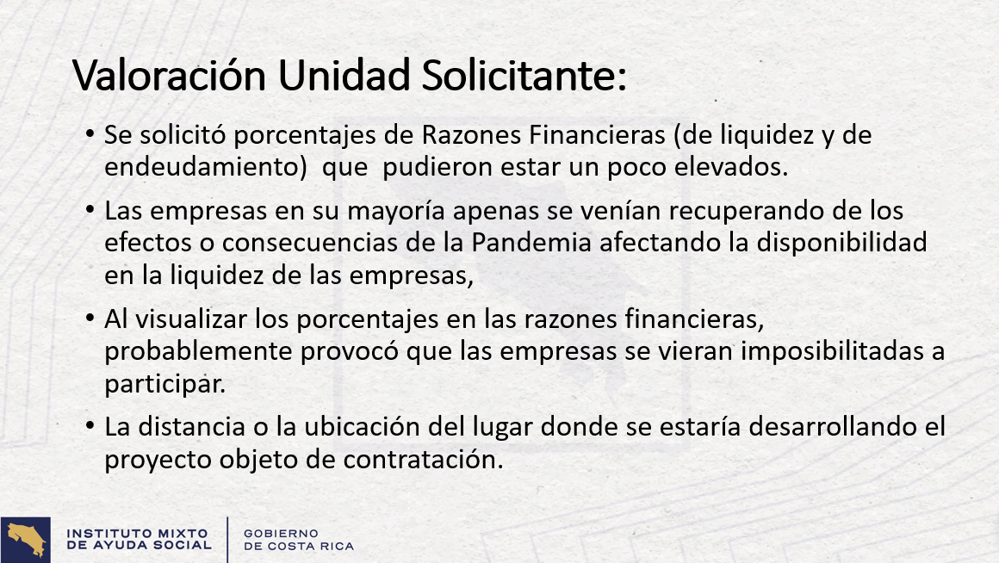 Valoración Unidad Solicitante:
• Se solicitó porcentajes de Razones Financieras (de liquidez y de
endeudamiento)  que  pudieron estar un poco elevados.
• Las empresas en su mayoría apenas se venían recuperando de los
efectos o consecuencias de la Pandemia afectando la disponibilidad
en la liquidez de las empresas,
• Al visualizar los porcentajes en las razones financieras,
probablemente provocó que las empresas se vieran imposibilitadas a
participar.
• La distancia o la ubicación del lugar donde se estaría desarrollando el
proyecto objeto de contratación.
INSTITUTO MIXTO
DE AYUDA SOCIAL
GOBIERNO
DE COSTA RICA